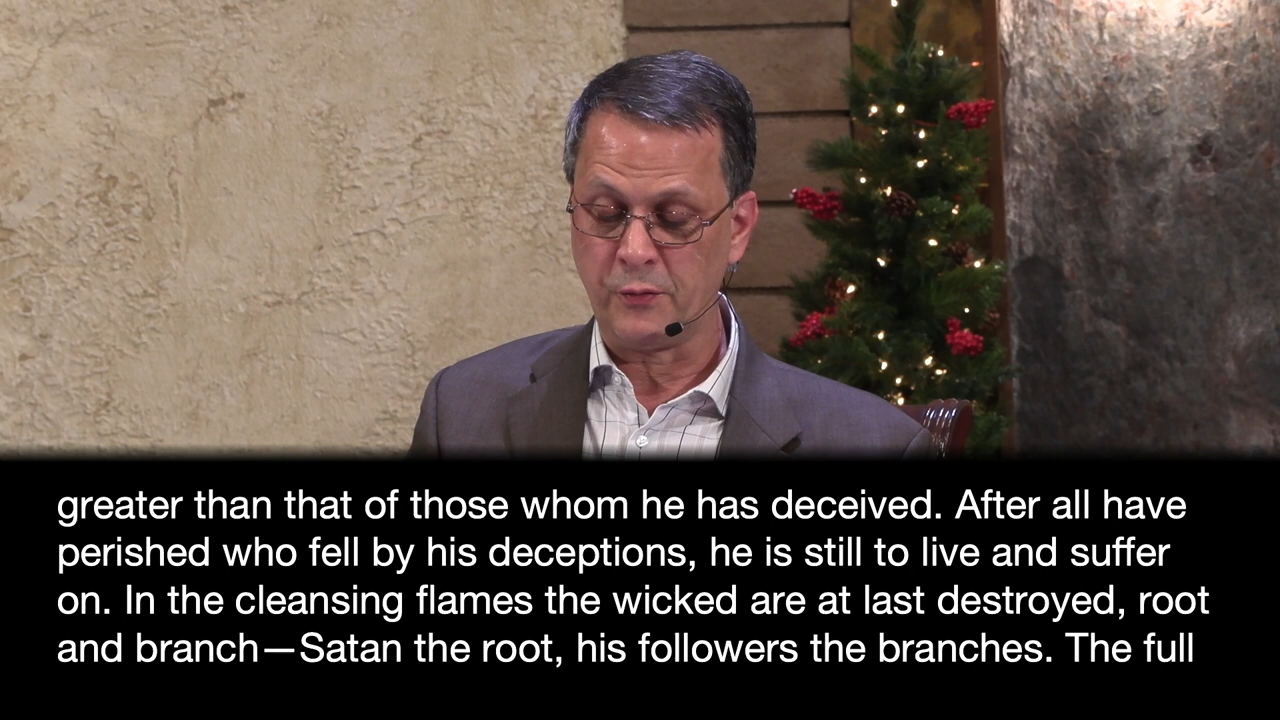 greater than that of those whom he has deceived. After all have
perished who fell by his deceptions, he is still to live and suffer
on. In the cleansing flames the wicked are at last destroyed, root
and branch—Satan the root, his followers the branches. The full